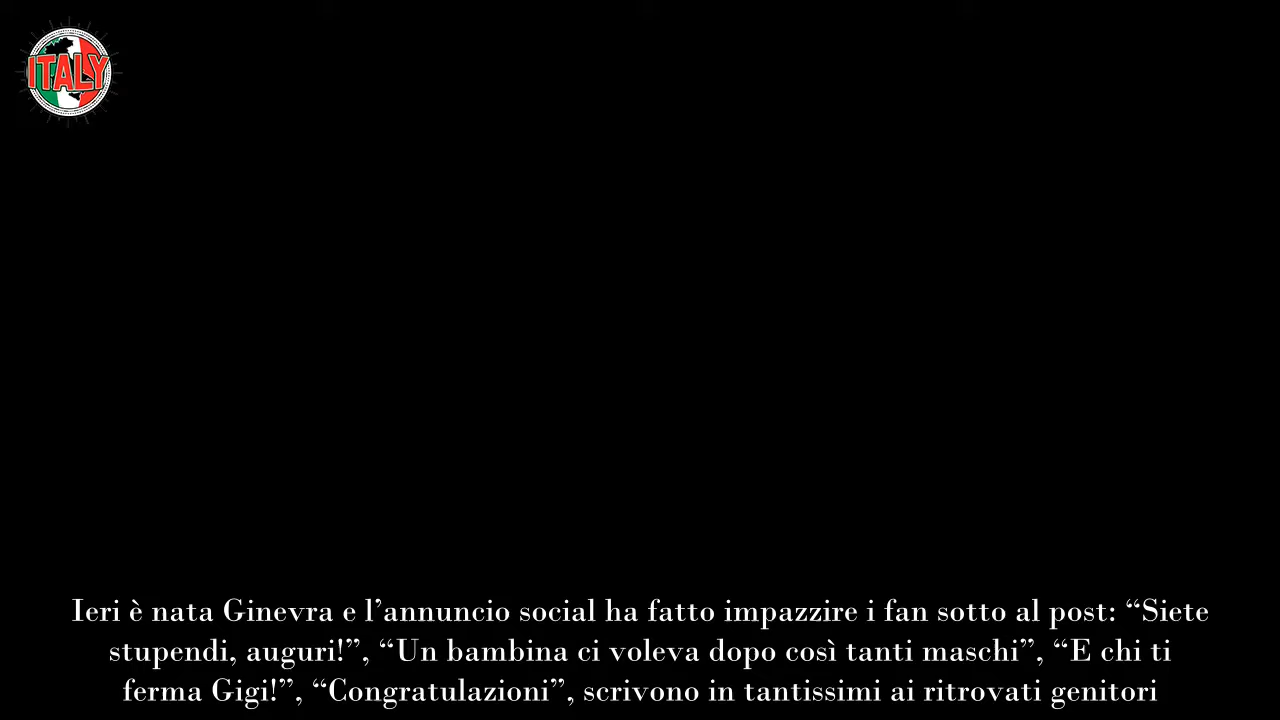 ITALY
Ieri è nata Ginevra e l’annuncio social ha fatto impazzire i fan sotto al post: “Siete
stupendi, auguri!”, “Un bambina ci voleva dopo così tanti maschi”, “E chi ti
ferma Gigi!”, “Congratulazioni”, scrivono in tantissimi ai ritrovati genitori